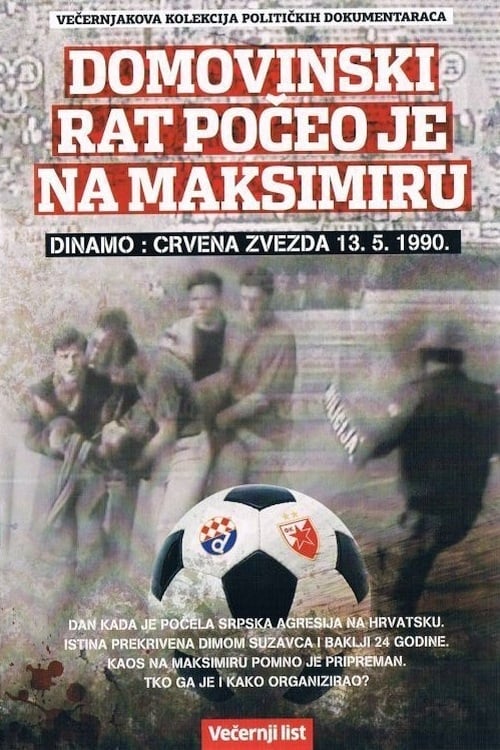 VEČERNJAKOVA KOLEKCIJA POLITIČKIH DOKUMENTARACA
DOMOVINSKI
RAT POČEO JE
NA MAKSIMIRU
DINAMO : CRVENA ZVEZDA 13. 5. 1990.
MILICIJA
d
ФК
DAN KADA JE POČELA SRPSKA AGRESIJA NA HRVATSKU.
ISTINA PREKRIVENA DIMOM SUZAVCA I BAKLJI 24 GODINE.
KAOS NA MAKSIMIRU POMNO JE PRIPREMAN.
TKO GA JE I KAKO ORGANIZIRAO?
Večernji list